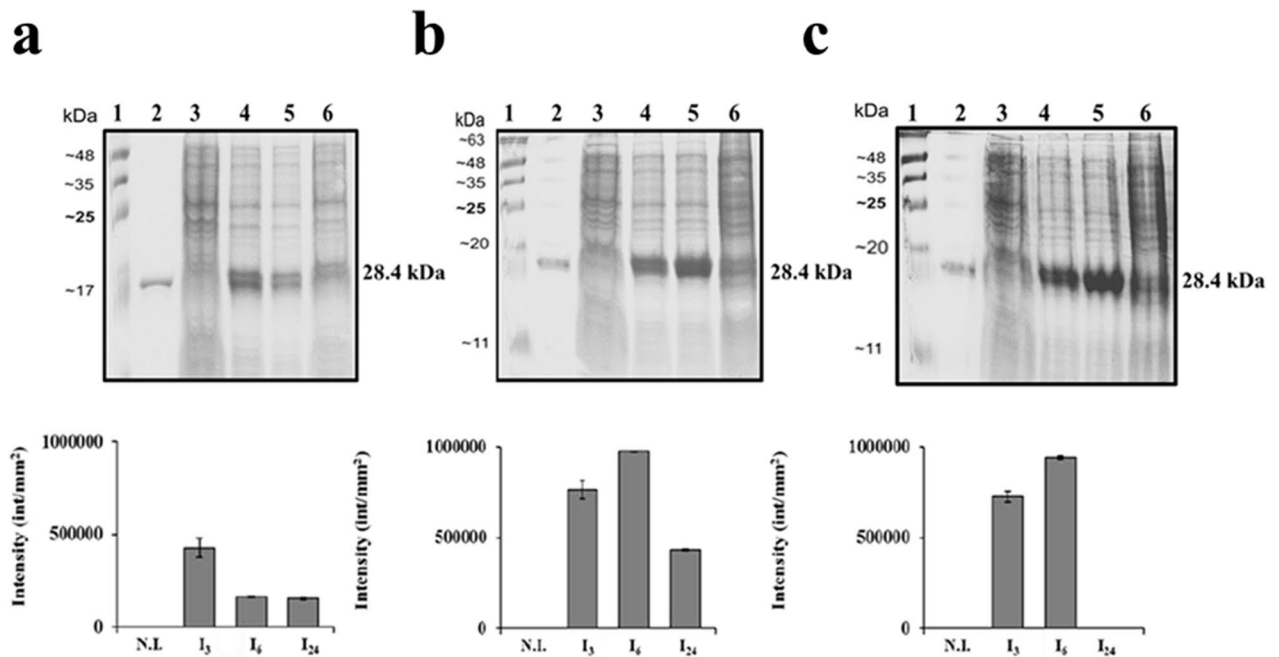 a b c
kDa 1 2 3 4 5 6
~48
~35
~25
~17
28.4 kDa
kDa 1 2 3 4 5 6
~63
~48
~35
~25
~20
~11
28.4 kDa
kDa 1 2 3 4 5 6
~48
~35
~25
~20
~11
28.4 kDa
Intensity (int/mm²)
1000000
500000
0
N.I. I₃ I₆ I₂₄
Intensity (int/mm²)
1000000
500000
0
N.I. I₃ I₆ I₂₄
Intensity (int/mm²)
1000000
500000
0
N.I. I₃ I₆ I₂₄